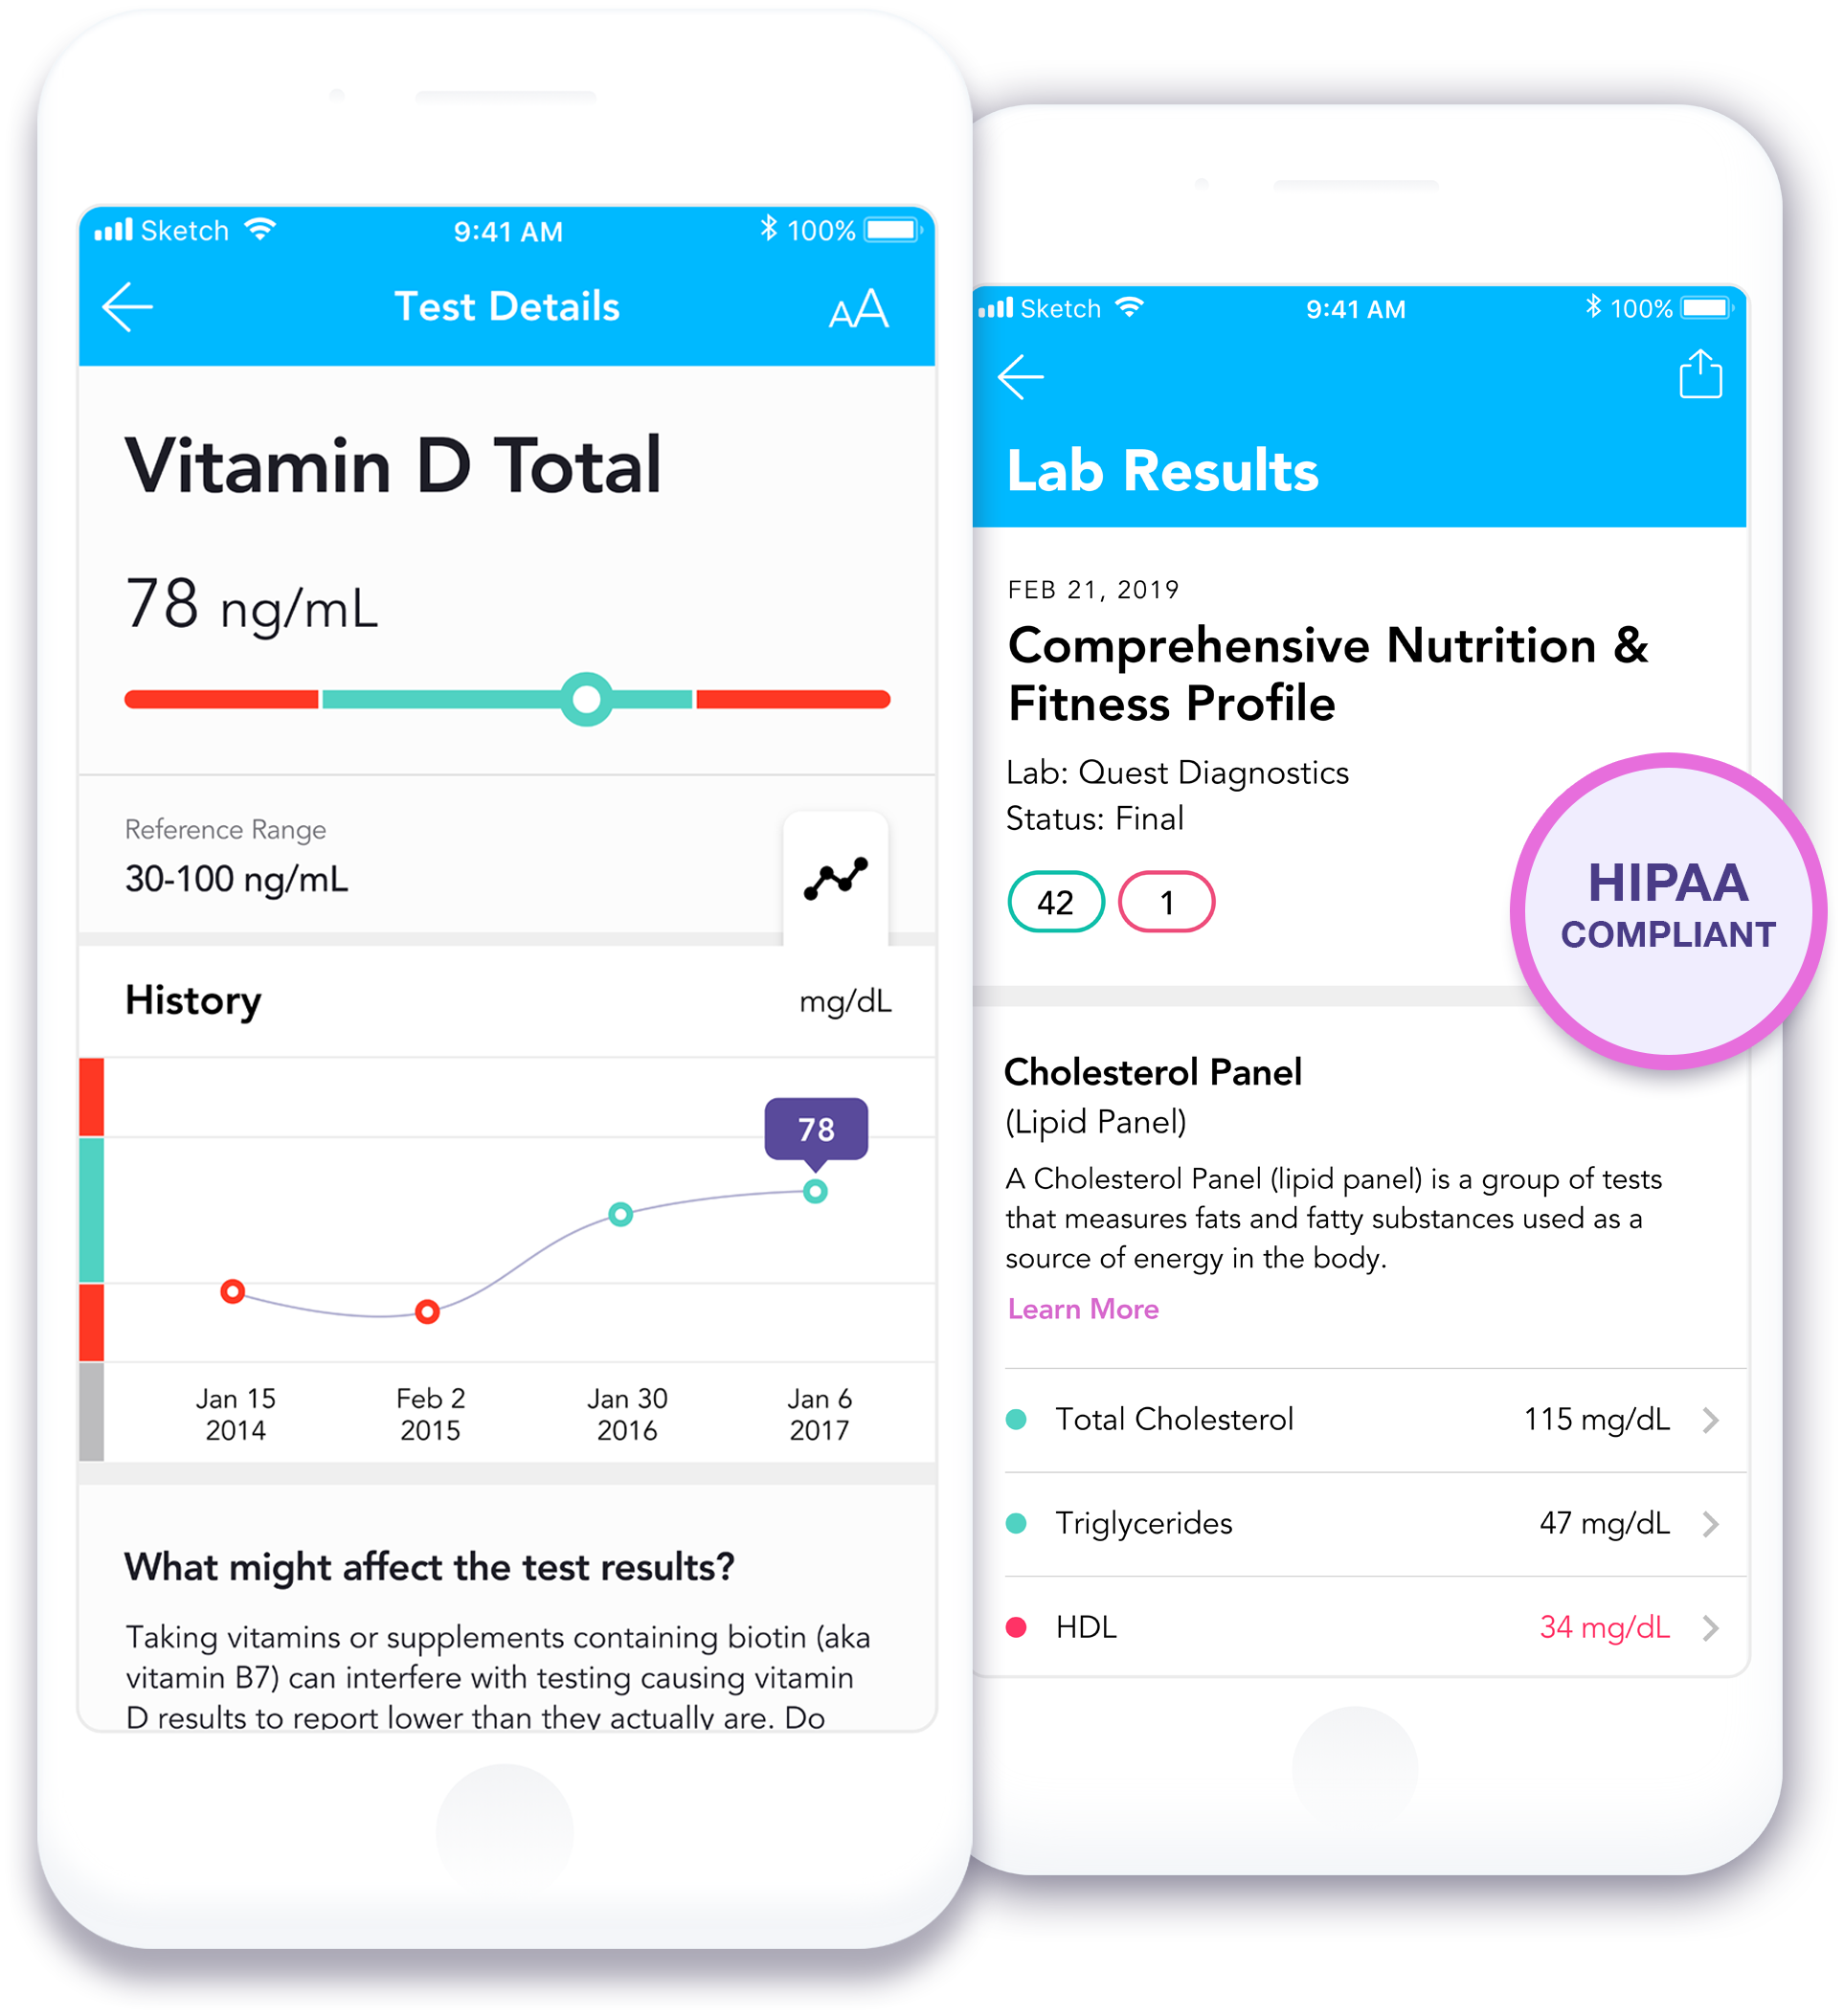 Sketch 9:41 AM 100%
Test Details AA
Vitamin D Total
78 ng/mL
Reference Range
30-100 ng/mL
History mg/dL
78
Jan 15 Feb 2 Jan 30 Jan 6
2014 2015 2016 2017
What might affect the test results?
Taking vitamins or supplements containing biotin (aka
vitamin B7) can interfere with testing causing vitamin
D results to report lower than they actually are. Do
Sketch 9:41 AM 100%
Lab Results
FEB 21, 2019
Comprehensive Nutrition &
Fitness Profile
Lab: Quest Diagnostics
Status: Final
42 1
HIPAA
COMPLIANT
Cholesterol Panel
(Lipid Panel)
A Cholesterol Panel (lipid panel) is a group of tests
that measures fats and fatty substances used as a
source of energy in the body.
Learn More
Total Cholesterol 115 mg/dL
Triglycerides 47 mg/dL
HDL 34 mg/dL